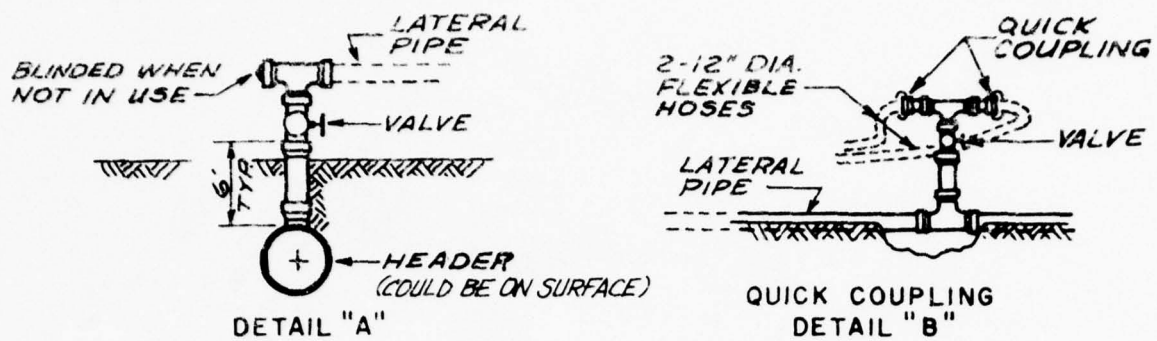 LATERAL
PIPE
BLINDED WHEN
NOT IN USE
VALVE
6'
TYP
HEADER
(COULD BE ON SURFACE)
DETAIL "A"
QUICK
COUPLING
2-12" DIA.
FLEXIBLE
HOSES
VALVE
LATERAL
PIPE
QUICK COUPLING
DETAIL "B"